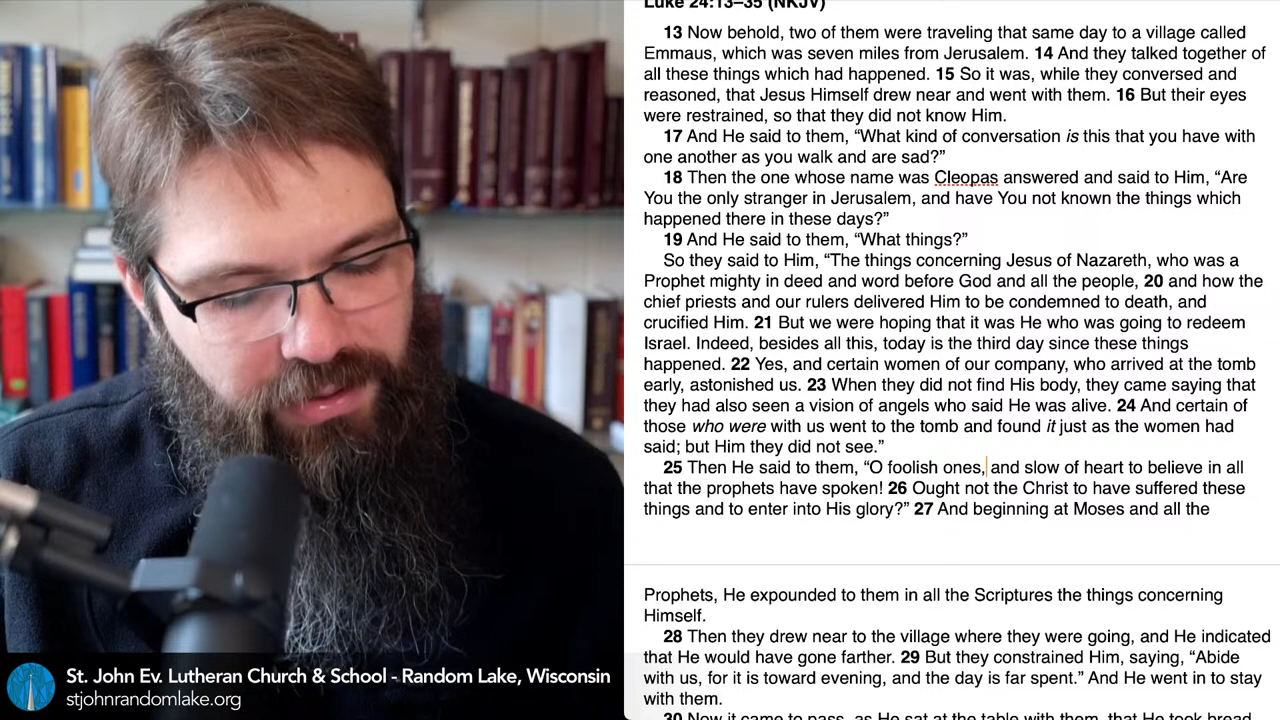 Luke 24:13–35 (NKJV)
13 Now behold, two of them were traveling that same day to a village called
Emmaus, which was seven miles from Jerusalem. 14 And they talked together of
all these things which had happened. 15 So it was, while they conversed and
reasoned, that Jesus Himself drew near and went with them. 16 But their eyes
were restrained, so that they did not know Him.
17 And He said to them, “What kind of conversation is this that you have with
one another as you walk and are sad?”
18 Then the one whose name was Cleopas answered and said to Him, “Are
You the only stranger in Jerusalem, and have You not known the things which
happened there in these days?”
19 And He said to them, “What things?”
So they said to Him, “The things concerning Jesus of Nazareth, who was a
Prophet mighty in deed and word before God and all the people, 20 and how the
chief priests and our rulers delivered Him to be condemned to death, and
crucified Him. 21 But we were hoping that it was He who was going to redeem
Israel. Indeed, besides all this, today is the third day since these things
happened. 22 Yes, and certain women of our company, who arrived at the tomb
early, astonished us. 23 When they did not find His body, they came saying that
they had also seen a vision of angels who said He was alive. 24 And certain of
those who were with us went to the tomb and found it just as the women had
said; but Him they did not see.”
25 Then He said to them, “O foolish ones, and slow of heart to believe in all
that the prophets have spoken! 26 Ought not the Christ to have suffered these
things and to enter into His glory?” 27 And beginning at Moses and all the
Prophets, He expounded to them in all the Scriptures the things concerning
Himself.
28 Then they drew near to the village where they were going, and He indicated
that He would have gone farther. 29 But they constrained Him, saying, “Abide
with us, for it is toward evening, and the day is far spent.” And He went in to stay
with them.
30 Now it came to pass, as He sat at the table with them, that He took bread,
St. John Ev. Lutheran Church & School - Random Lake, Wisconsin
stjohnrandomlake.org